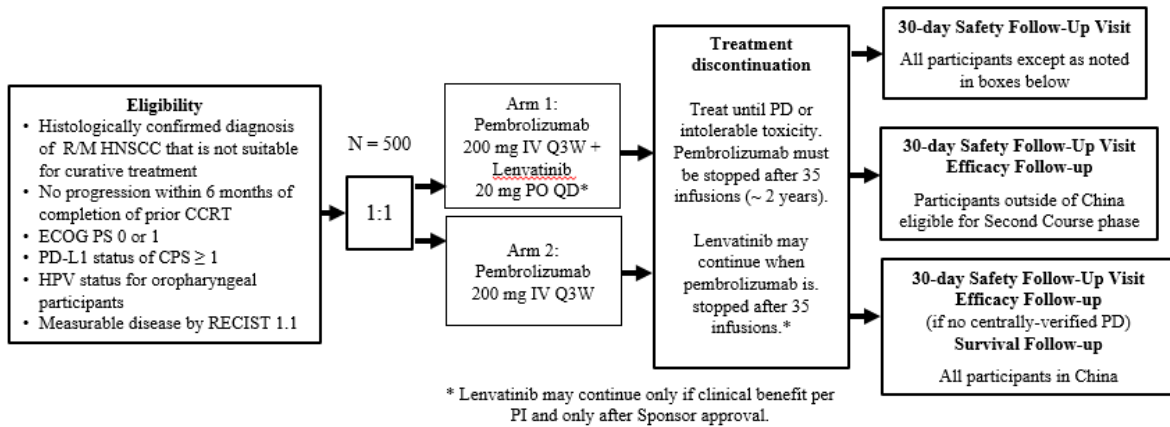 Eligibility
• Histologically confirmed diagnosis
of R/M HNSCC that is not suitable
for curative treatment
• No progression within 6 months of
completion of prior CCRT
• ECOG PS 0 or 1
• PD-L1 status of CPS ≥ 1
• HPV status for oropharyngeal
participants
• Measurable disease by RECIST 1.1
N = 500
1:1
Arm 1:
Pembrolizumab
200 mg IV Q3W +
Lenvatinib
20 mg PO QD*
Arm 2:
Pembrolizumab
200 mg IV Q3W
Treatment
discontinuation
Treat until PD or
intolerable toxicity.
Pembrolizumab must
be stopped after 35
infusions (~ 2 years).
Lenvatinib may
continue when
pembrolizumab is.
stopped after 35
infusions.*
30-day Safety Follow-Up Visit
All participants except as noted
in boxes below
30-day Safety Follow-Up Visit
Efficacy Follow-up
Participants outside of China
eligible for Second Course phase
30-day Safety Follow-Up Visit
Efficacy Follow-up
(if no centrally-verified PD)
Survival Follow-up
All participants in China
* Lenvatinib may continue only if clinical benefit per
PI and only after Sponsor approval.